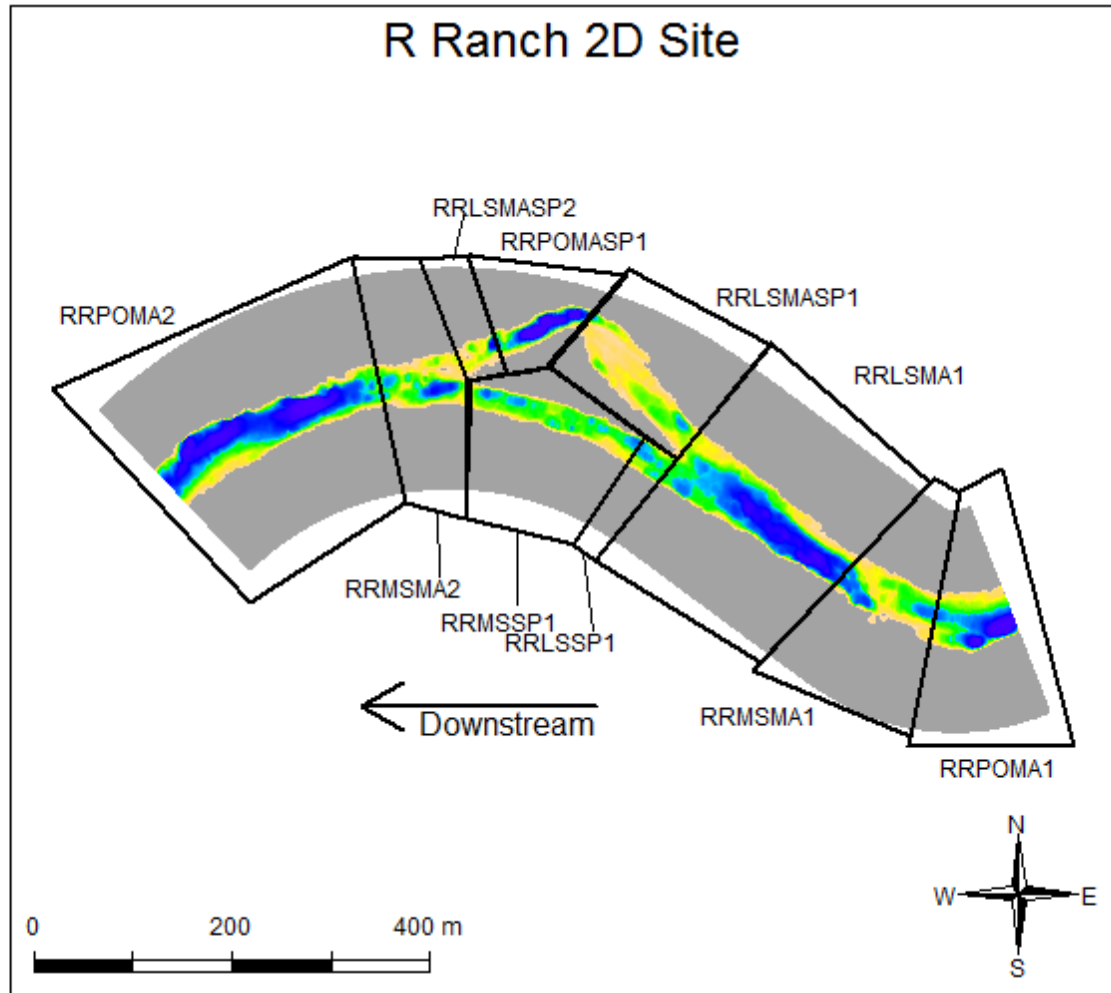 R Ranch 2D Site
RRLSMASP2
RRPOMASP1
RRLSMASP1
RRPOMA2
RRLSMA1
RRMSMA2
RRMSSP1
RRLSSP1
Downstream
RRMSMA1
RRPOMA1
N
W E
S
0 200 400 m